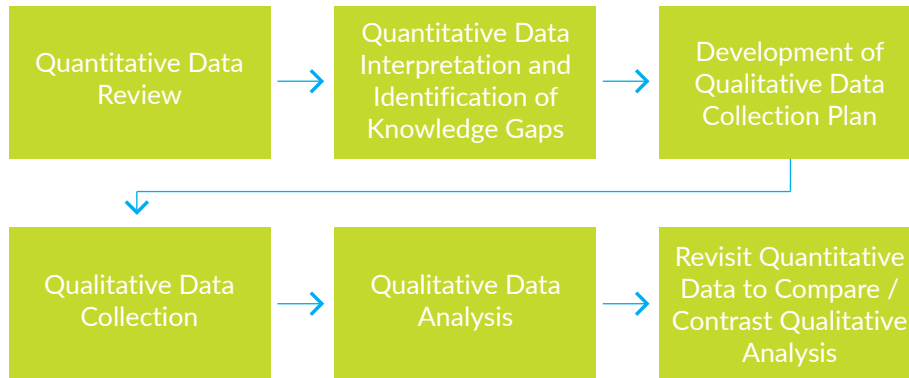 Quantitative Data
Review
Quantitative Data
Interpretation and
Identification of
Knowledge Gaps
Development of
Qualitative Data
Collection Plan
Qualitative Data
Collection
Qualitative Data
Analysis
Revisit Quantitative
Data to Compare /
Contrast Qualitative
Analysis